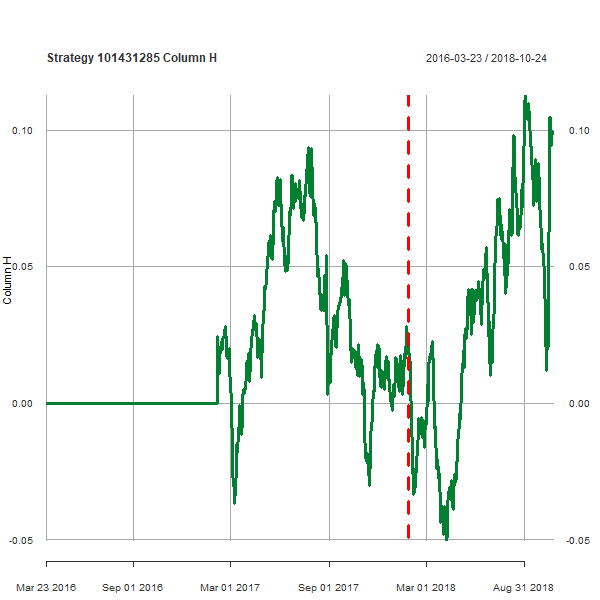 Strategy 101431285 Column H
2016-03-23 / 2018-10-24
0.10
0.10
0.05
0.05
Column H
0.00
0.00
-0.05
-0.05
Mar 23 2016
Sep 01 2016
Mar 01 2017
Sep 01 2017
Mar 01 2018
Aug 31 2018